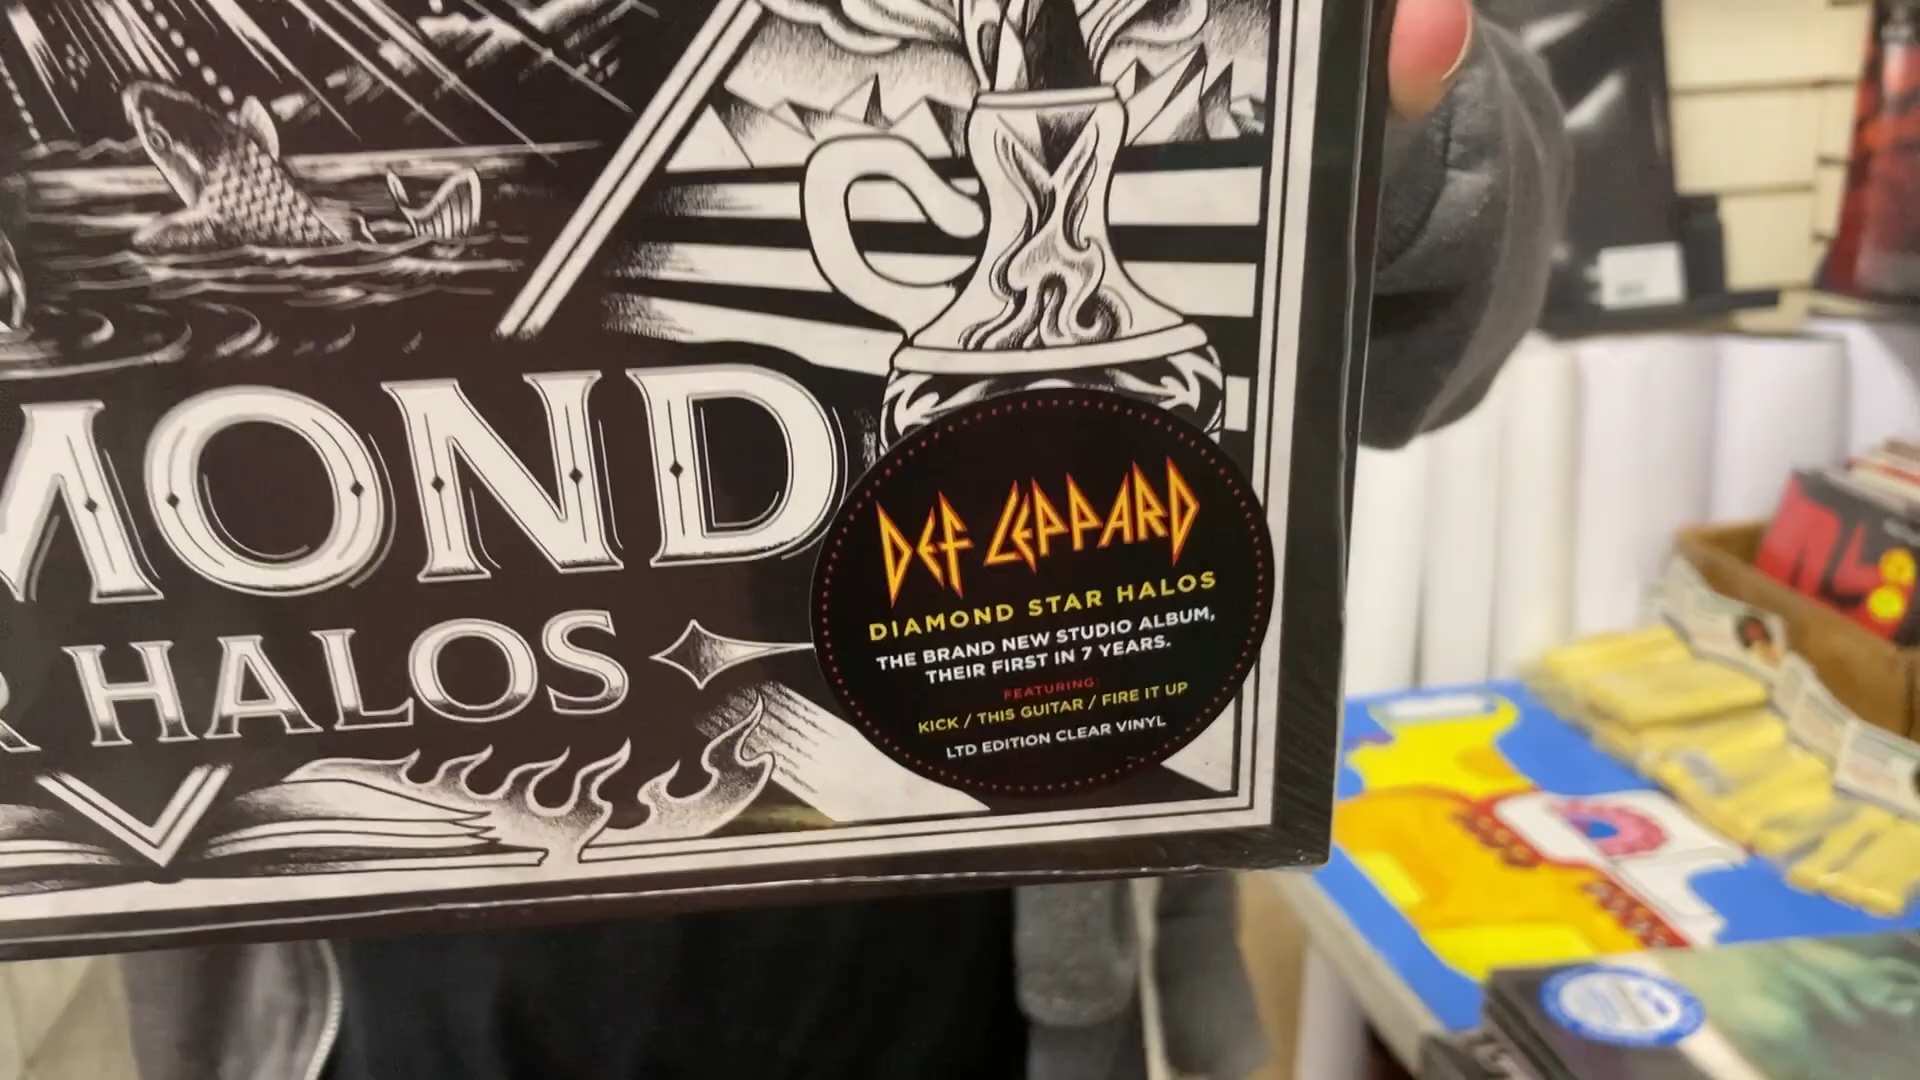 MOND
HALOS
DEF LEPPARD
DIAMOND STAR HALOS
THE BRAND NEW STUDIO ALBUM,
THEIR FIRST IN 7 YEARS.
FEATURING:
KICK / THIS GUITAR / FIRE IT UP
LTD EDITION CLEAR VINYL